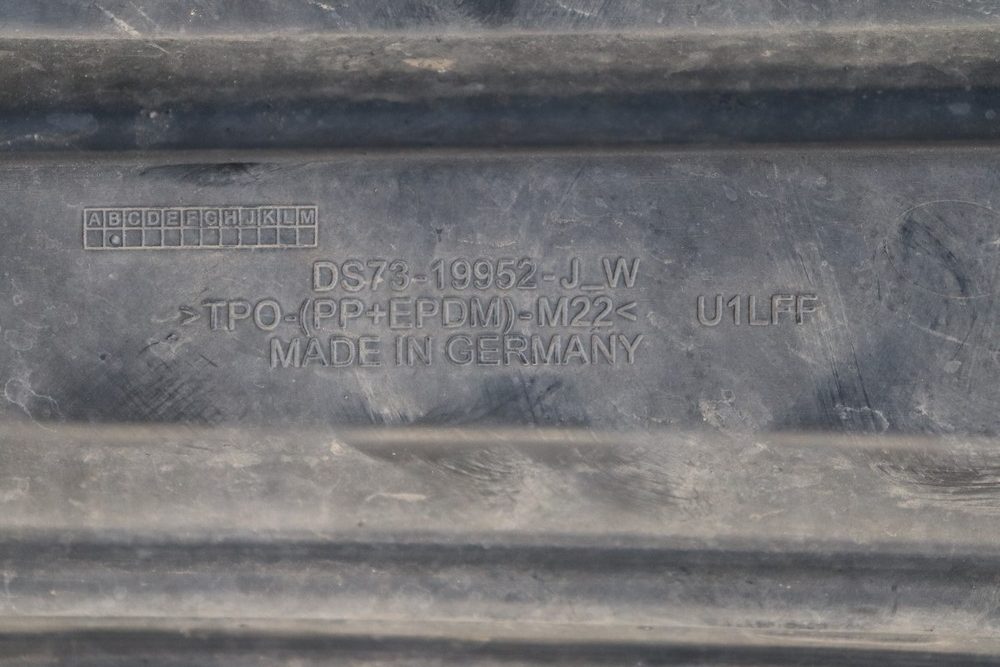 ABCDEFGHJKLM
DS73-19952-J_W
>TPO-(PP+EPDM)-M22< U1LFF
MADE IN GERMANY